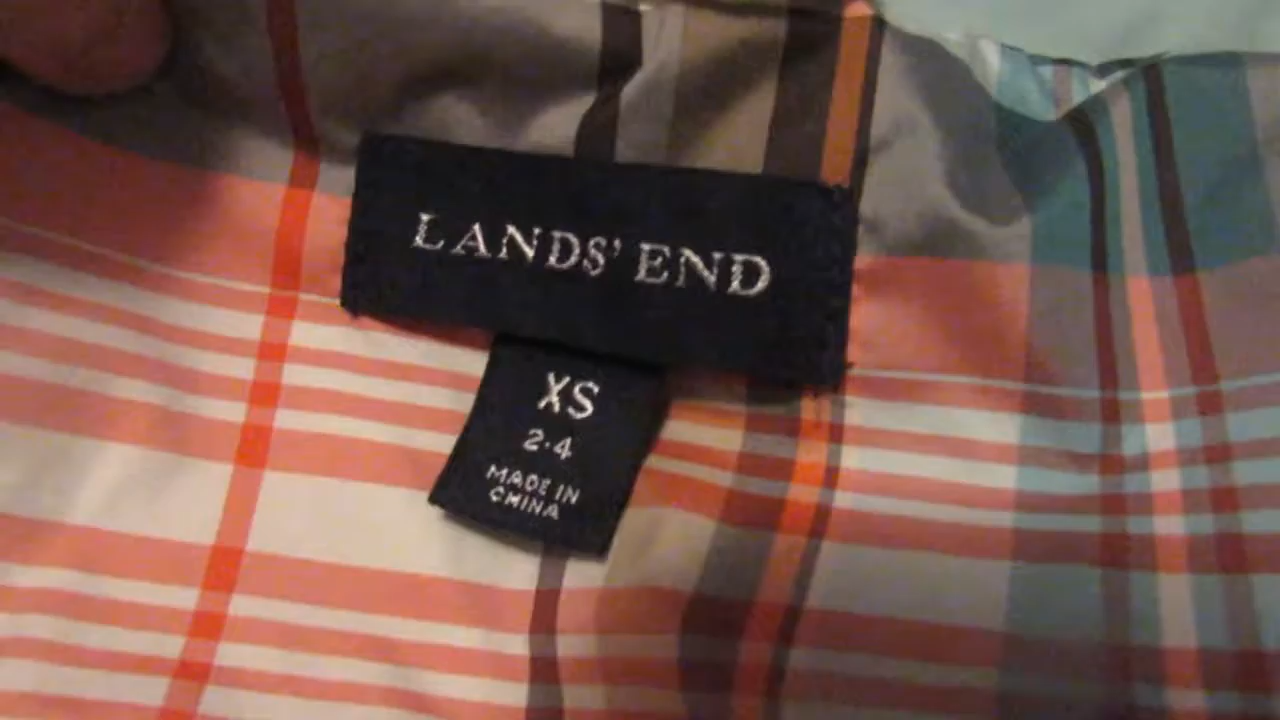 LANDS' END
XS
2-4
MADE IN
CHINA